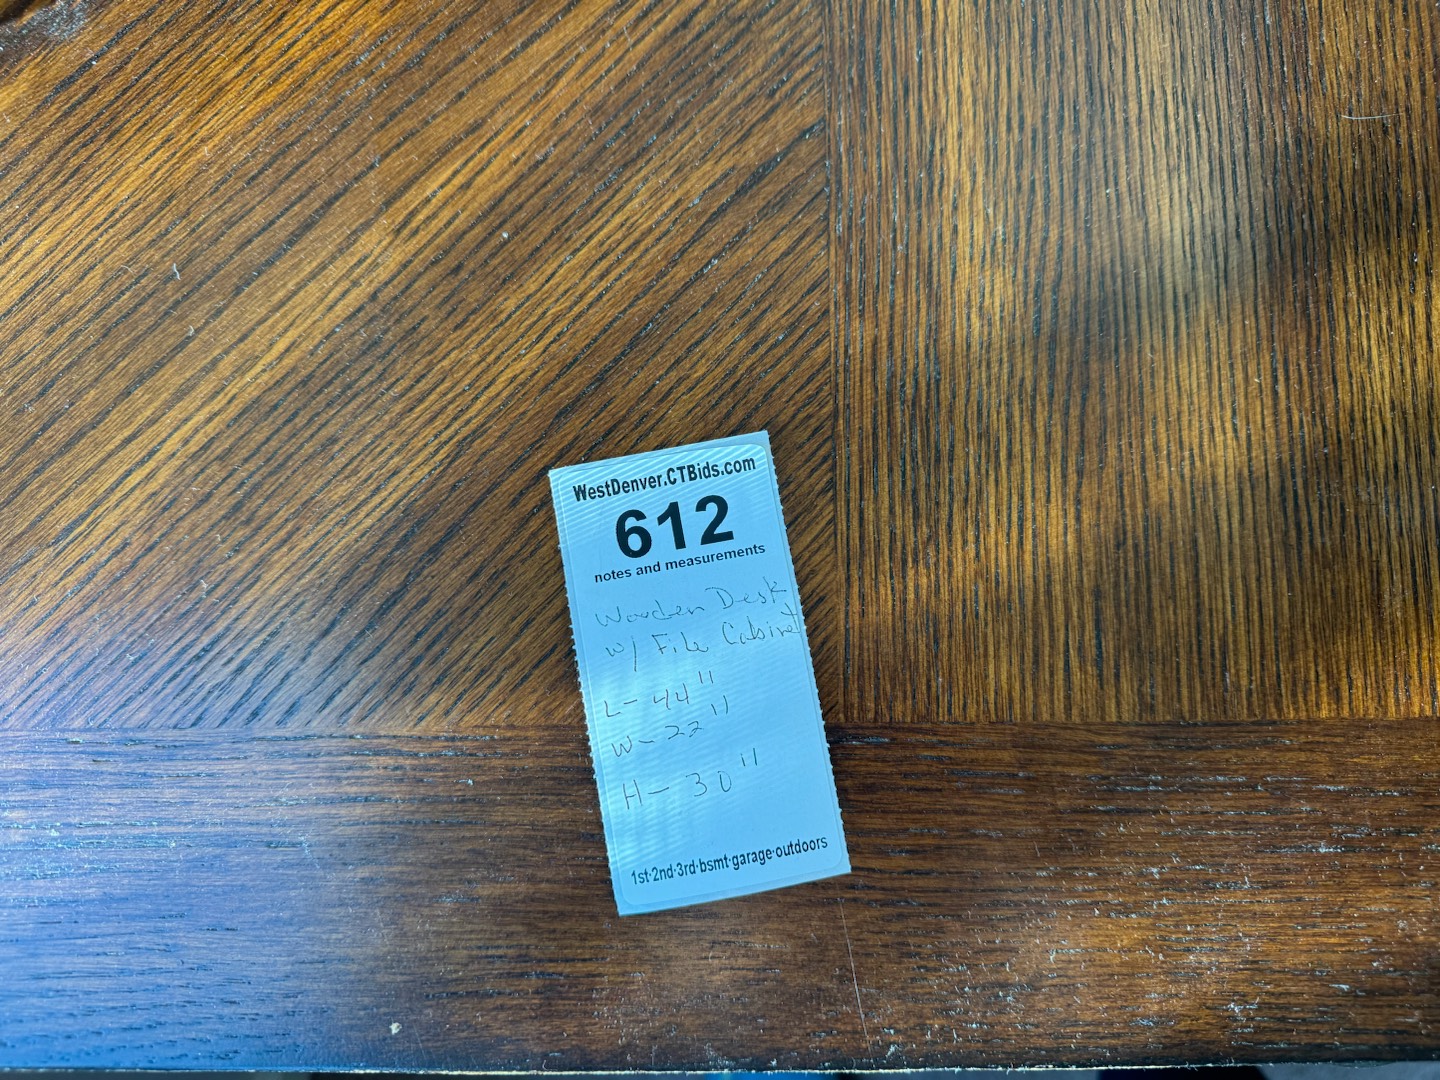 WestDenver.CTBids.com
612
notes and measurements
Wooden Desk
w/ File Cabinet
L- 44"
W- 22"
H- 30"
1st·2nd·3rd·bsmt·garage·outdoors